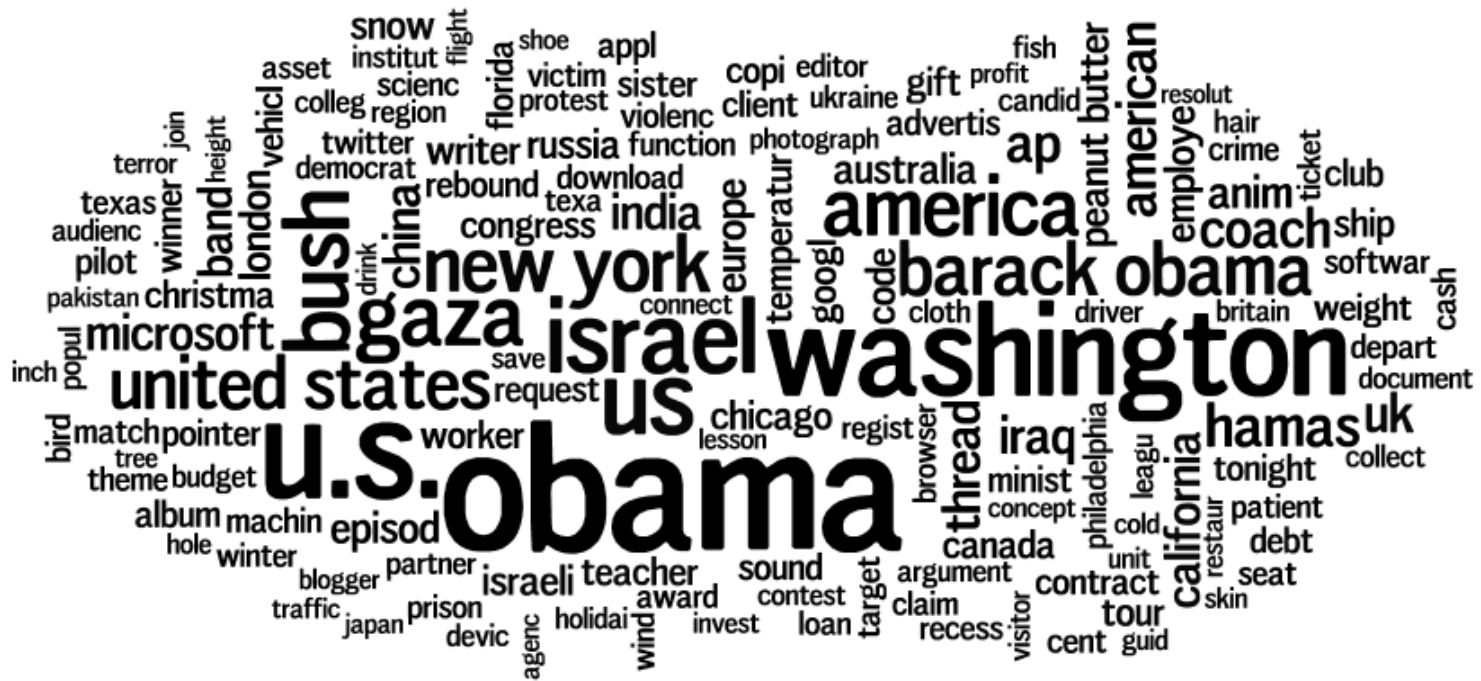 snow
flight
shoe
appl
fish
institut
asset
scienc
florida
victim
sister
copi
editor
gift
profit
peanut butter
american
colleg
region
vehicl
protest
violenc
client
ukraine
candid
resolut
join
height
twitter
writer
russia
function
photograph
advertis
ap
employe
hair
crime
ticket
terror
democrat
rebound
download
australia
anim
club
texas
winner
band
london
bush
china
texa
india
europe
temperatur
america
coach
ship
audienc
congress
pilot
drink
new york
googl
code
barack obama
softwar
pakistan
christma
gaza
connect
cloth
driver
britain
weight
cash
microsoft
israel
washington
inch
popul
save
depart
united states
request
us
document
bird
match
pointer
u.s.
worker
chicago
lesson
regist
browser
thread
iraq
philadelphia
leagu
california
hamas
uk
tree
theme
budget
obama
minist
tonight
collect
album
machin
episod
concept
cold
restaur
patient
hole
winter
canada
unit
debt
blogger
partner
israeli
teacher
sound
target
argument
contract
seat
traffic
japan
prison
award
contest
claim
tour
skin
devic
agenc
holidai
wind
invest
loan
recess
visitor
cent
guid